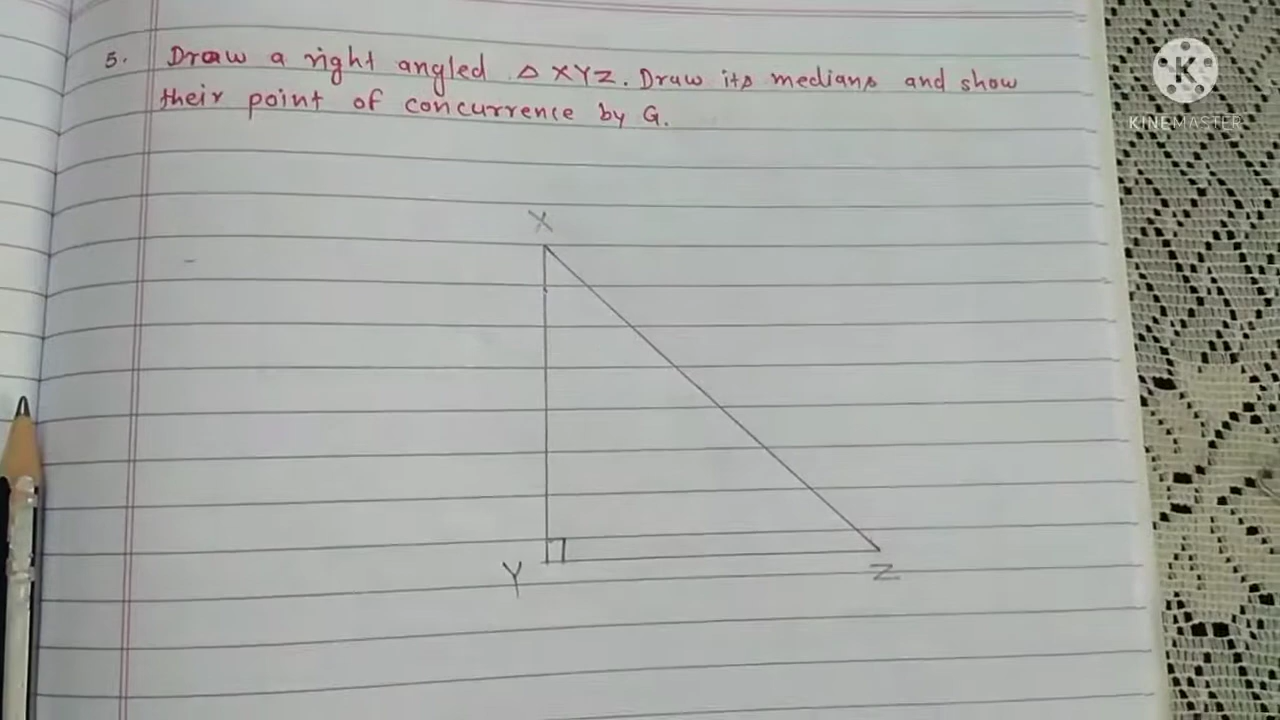 5. Draw a right angled △ XYZ. Draw its medians and show
their point of concurrence by G.
K
KINEMASTER
X
Y
Z